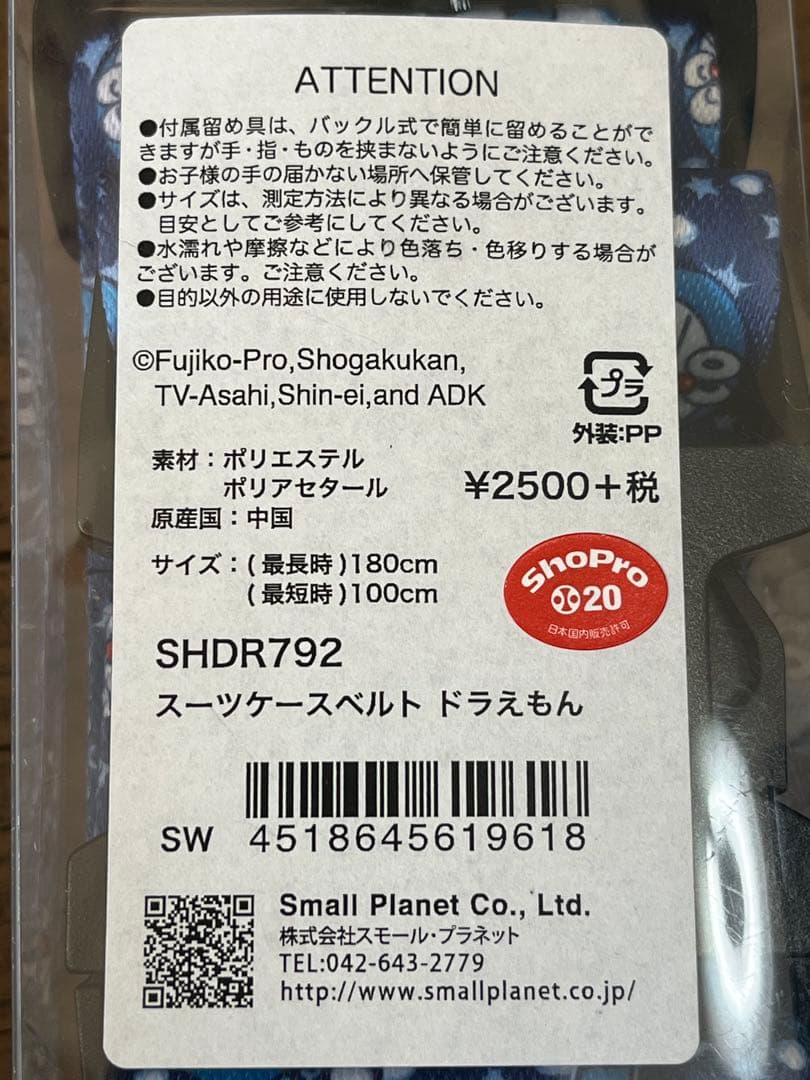 ATTENTION
●付属留め具は、バックル式で簡単に留めることがで
きますが手・指・ものを挟まないようにご注意ください。
●お子様の手の届かない場所へ保管してください。
●サイズは、測定方法により異なる場合がございます。
目安としてご参考にしてください。
●水濡れや摩擦などにより色落ち・色移りする場合が
ございます。ご注意ください。
●目的以外の用途に使用しないでください。
©Fujiko-Pro,Shogakukan,
TV-Asahi,Shin-ei,and ADK
プラ
外装:PP
素材：ポリエステル
ポリアセタール
¥2500＋税
原産国：中国
サイズ：(最長時)180cm
(最短時)100cm
ShoPro
20
日本国内販売許可
SHDR792
スーツケースベルト ドラえもん
SW 4518645619618
Small Planet Co., Ltd.
株式会社スモール・プラネット
TEL:042-643-2779
http://www.smallplanet.co.jp/